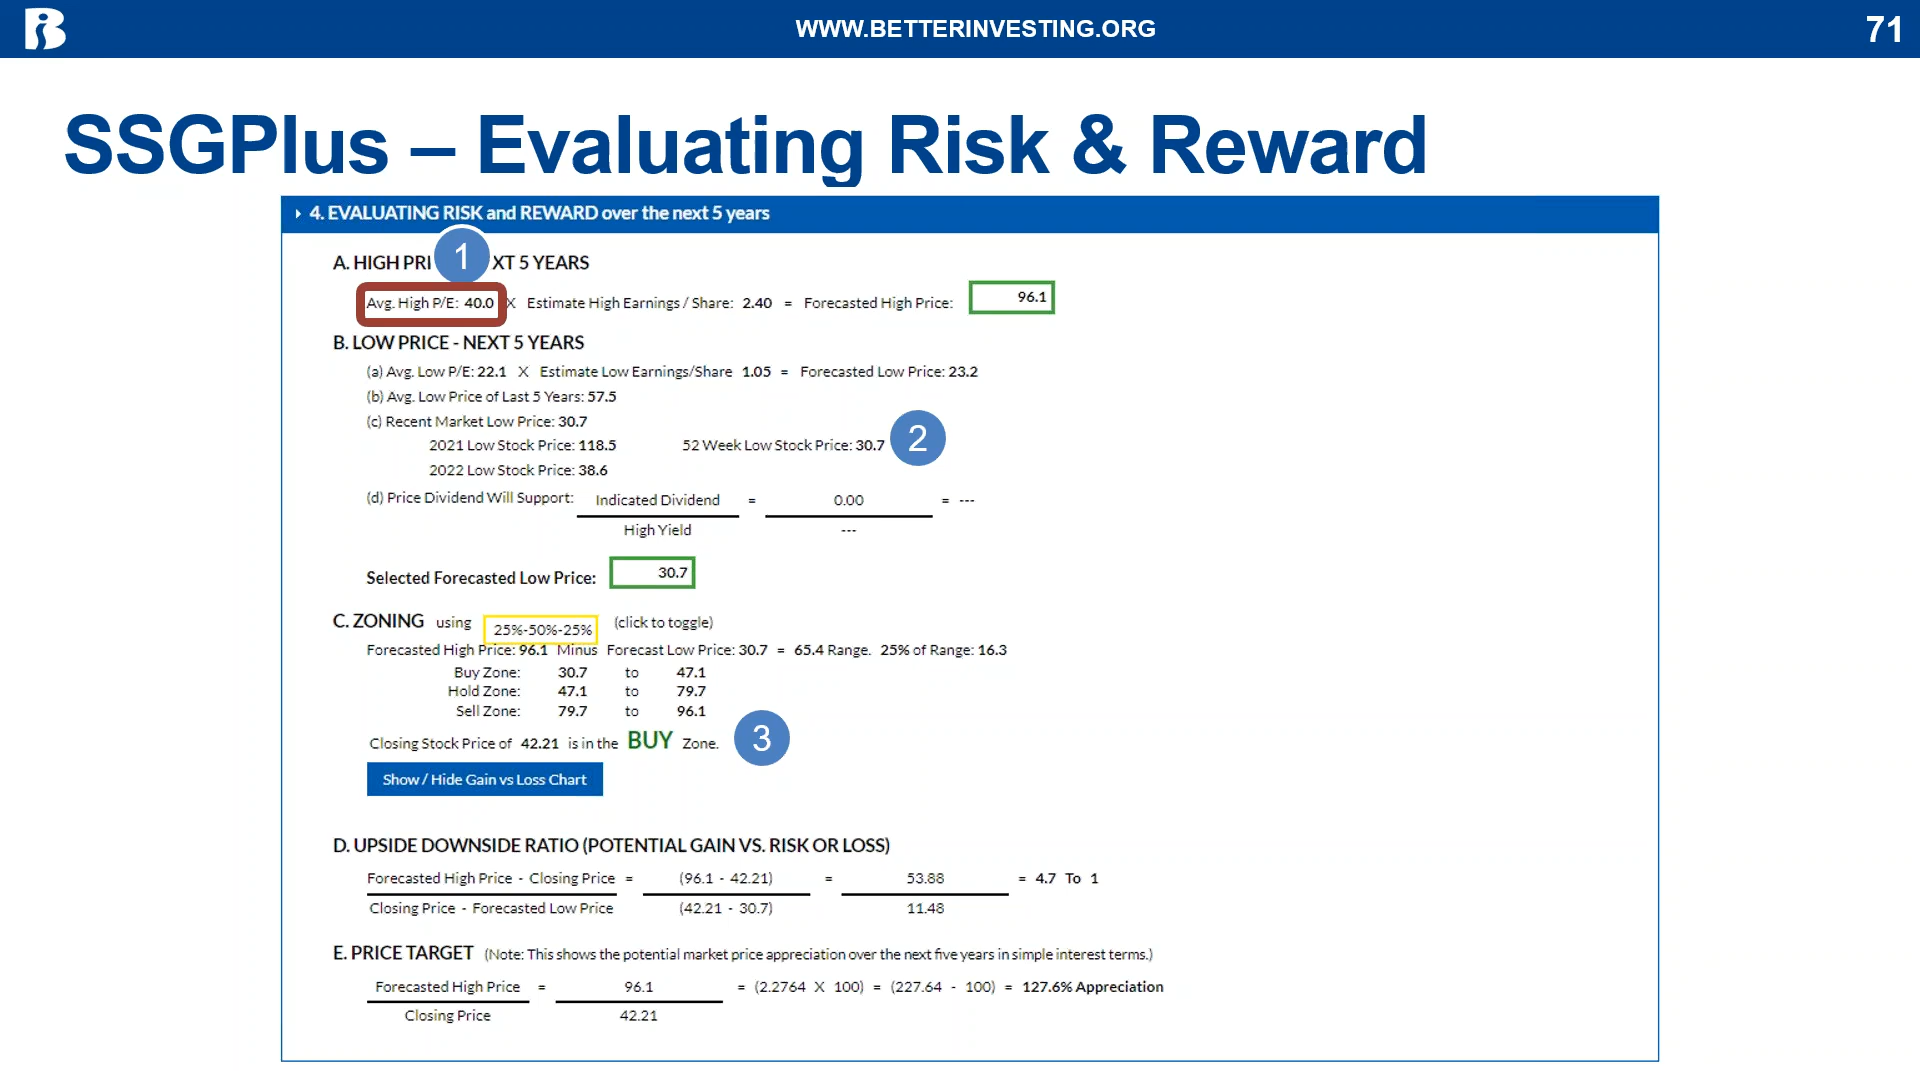 WWW.BETTERINVESTING.ORG
71
SSGPlus – Evaluating Risk & Reward
4. EVALUATING RISK and REWARD over the next 5 years
1
A. HIGH PRI XT 5 YEARS
Avg. High P/E: 40.0 X Estimate High Earnings / Share: 2.40 = Forecasted High Price: 96.1
B. LOW PRICE - NEXT 5 YEARS
(a) Avg. Low P/E: 22.1 X Estimate Low Earnings/Share 1.05 = Forecasted Low Price: 23.2
(b) Avg. Low Price of Last 5 Years: 57.5
(c) Recent Market Low Price: 30.7
2021 Low Stock Price: 118.5 52 Week Low Stock Price: 30.7 2
2022 Low Stock Price: 38.6
(d) Price Dividend Will Support: Indicated Dividend = 0.00 = ---
High Yield ---
Selected Forecasted Low Price: 30.7
C. ZONING using 25%-50%-25% (click to toggle)
Forecasted High Price: 96.1 Minus Forecast Low Price: 30.7 = 65.4 Range. 25% of Range: 16.3
Buy Zone: 30.7 to 47.1
Hold Zone: 47.1 to 79.7
Sell Zone: 79.7 to 96.1
Closing Stock Price of 42.21 is in the BUY Zone. 3
Show / Hide Gain vs Loss Chart
D. UPSIDE DOWNSIDE RATIO (POTENTIAL GAIN VS. RISK OR LOSS)
Forecasted High Price - Closing Price = (96.1 - 42.21) = 53.88 = 4.7 To 1
Closing Price - Forecasted Low Price (42.21 - 30.7) 11.48
E. PRICE TARGET (Note: This shows the potential market price appreciation over the next five years in simple interest terms.)
Forecasted High Price = 96.1 = (2.2764 X 100) = (227.64 - 100) = 127.6% Appreciation
Closing Price 42.21